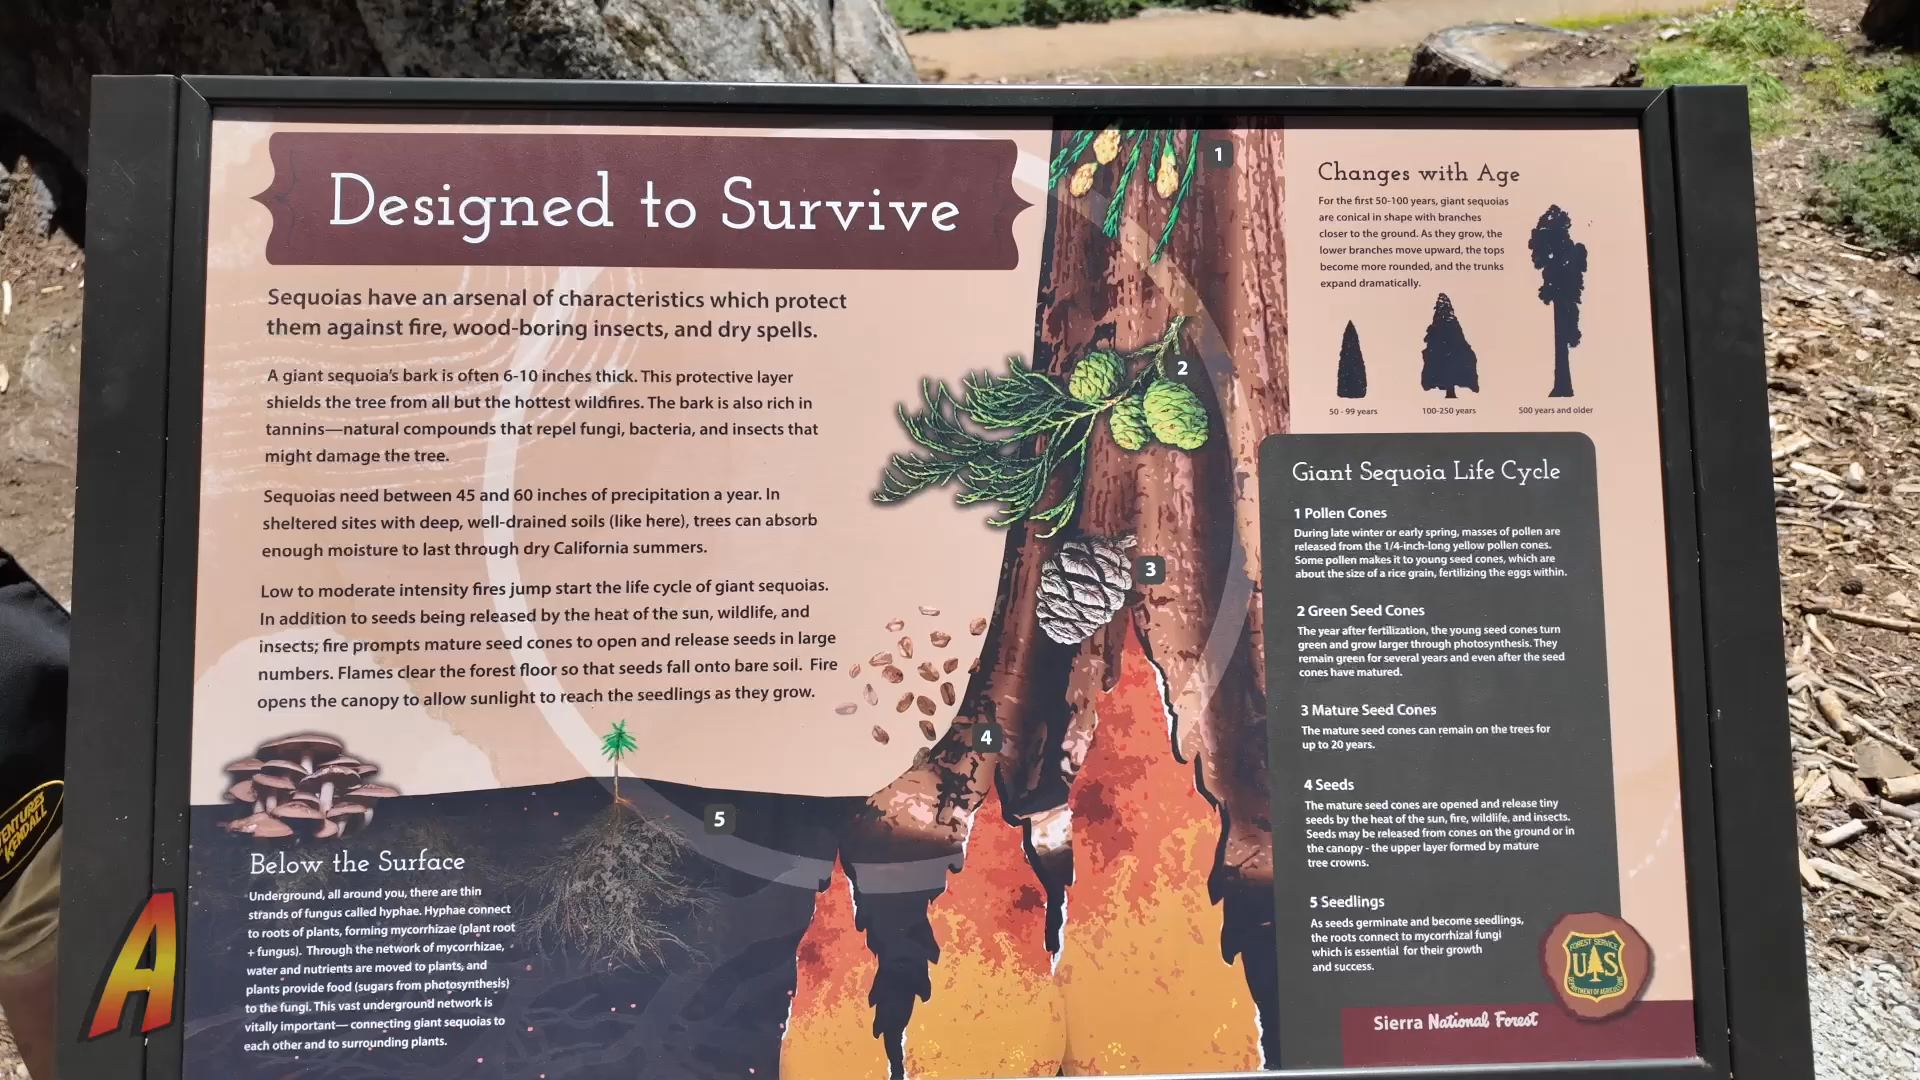 Designed to Survive
Sequoias have an arsenal of characteristics which protect
them against fire, wood-boring insects, and dry spells.
A giant sequoia's bark is often 6-10 inches thick. This protective layer
shields the tree from all but the hottest wildfires. The bark is also rich in
tannins—natural compounds that repel fungi, bacteria, and insects that
might damage the tree.
Sequoias need between 45 and 60 inches of precipitation a year. In
sheltered sites with deep, well-drained soils (like here), trees can absorb
enough moisture to last through dry California summers.
Low to moderate intensity fires jump start the life cycle of giant sequoias.
In addition to seeds being released by the heat of the sun, wildlife, and
insects; fire prompts mature seed cones to open and release seeds in large
numbers. Flames clear the forest floor so that seeds fall onto bare soil. Fire
opens the canopy to allow sunlight to reach the seedlings as they grow.
Below the Surface
Underground, all around you, there are thin
strands of fungus called hyphae. Hyphae connect
to roots of plants, forming mycorrhizae (plant root
+ fungus). Through the network of mycorrhizae,
water and nutrients are moved to plants, and
plants provide food (sugars from photosynthesis)
to the fungi. This vast underground network is
vitally important— connecting giant sequoias to
each other and to surrounding plants.
1
2
3
4
5
Changes with Age
For the first 50-100 years, giant sequoias
are conical in shape with branches
closer to the ground. As they grow, the
lower branches move upward, the tops
become more rounded, and the trunks
expand dramatically.
50 - 99 years
100-250 years
500 years and older
Giant Sequoia Life Cycle
1 Pollen Cones
During late winter or early spring, masses of pollen are
released from the 1/4-inch-long yellow pollen cones.
Some pollen makes it to young seed cones, which are
about the size of a rice grain, fertilizing the eggs within.
2 Green Seed Cones
The year after fertilization, the young seed cones turn
green and grow larger through photosynthesis. They
remain green for several years and even after the seed
cones have matured.
3 Mature Seed Cones
The mature seed cones can remain on the trees for
up to 20 years.
4 Seeds
The mature seed cones are opened and release tiny
seeds by the heat of the sun, fire, wildlife, and insects.
Seeds may be released from cones on the ground or in
the canopy - the upper layer formed by mature
tree crowns.
5 Seedlings
As seeds germinate and become seedlings,
the roots connect to mycorrhizal fungi
which is essential for their growth
and success.
FOREST SERVICE
U S
DEPARTMENT OF AGRICULTURE
Sierra National Forest
KENDALL
A